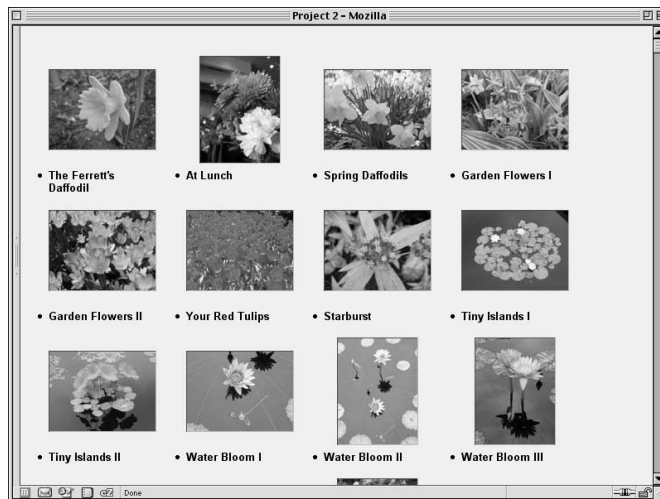 Project 2 – Mozilla
• The Ferrett's
Daffodil
• At Lunch
• Spring Daffodils
• Garden Flowers I
• Garden Flowers II
• Your Red Tulips
• Starburst
• Tiny Islands I
• Tiny Islands II
• Water Bloom I
• Water Bloom II
• Water Bloom III
Done